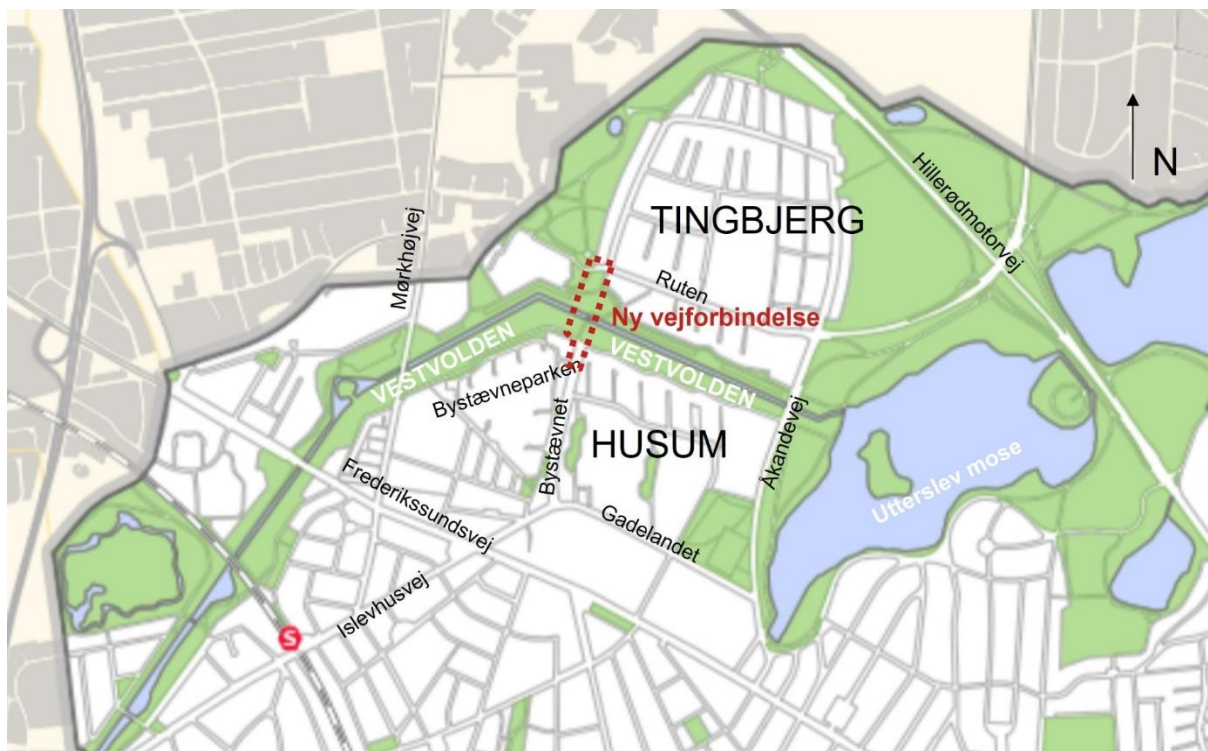 TINGBJERG
N
Hillerødmotorvej
Mørkhøjvej
Ruten
Ny vejforbindelse
VESTVOLDEN
VESTVOLDEN
Bystævneparken
Bystævnet
HUSUM
Åkandevej
Utterslev mose
Frederikssundsvej
Gadelandet
Islevhusvej
S